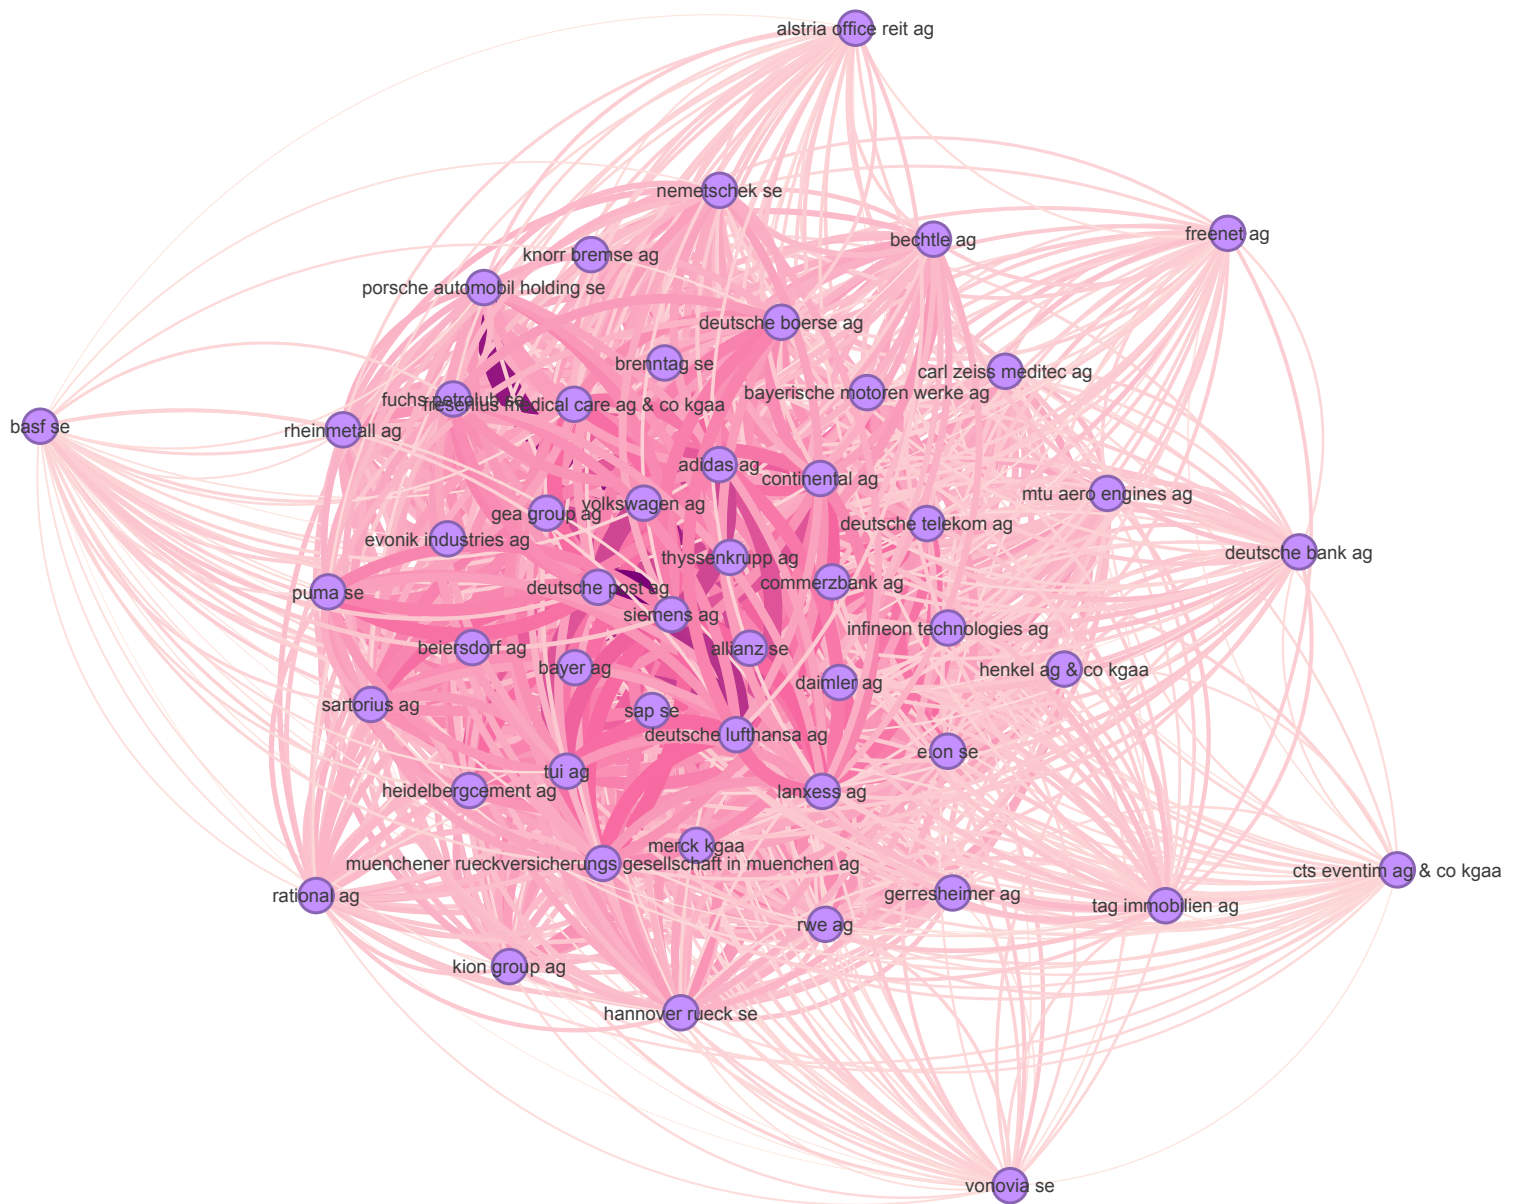 alstria office reit ag
nemetschek se
freenet ag
bechtle ag
knorr bremse ag
porsche automobil holding se
deutsche boerse ag
brenntag se
carl zeiss meditec ag
bayerische motoren werke ag
fuchs petrolub se
fresenius medical care ag & co kgaa
basf se
rheinmetall ag
adidas ag
continental ag
mtu aero engines ag
volkswagen ag
gea group ag
deutsche telekom ag
evonik industries ag
deutsche bank ag
thyssenkrupp ag
commerzbank ag
deutsche post ag
puma se
siemens ag
infineon technologies ag
beiersdorf ag
allianz se
bayer ag
henkel ag & co kgaa
daimler ag
sartorius ag
sap se
deutsche lufthansa ag
e.on se
tui ag
heidelbergcement ag
lanxess ag
merck kgaa
muenchener rueckversicherungs gesellschaft in muenchen ag
cts eventim ag & co kgaa
rational ag
gerresheimer ag
tag immobilien ag
rwe ag
kion group ag
hannover rueck se
vonovia se